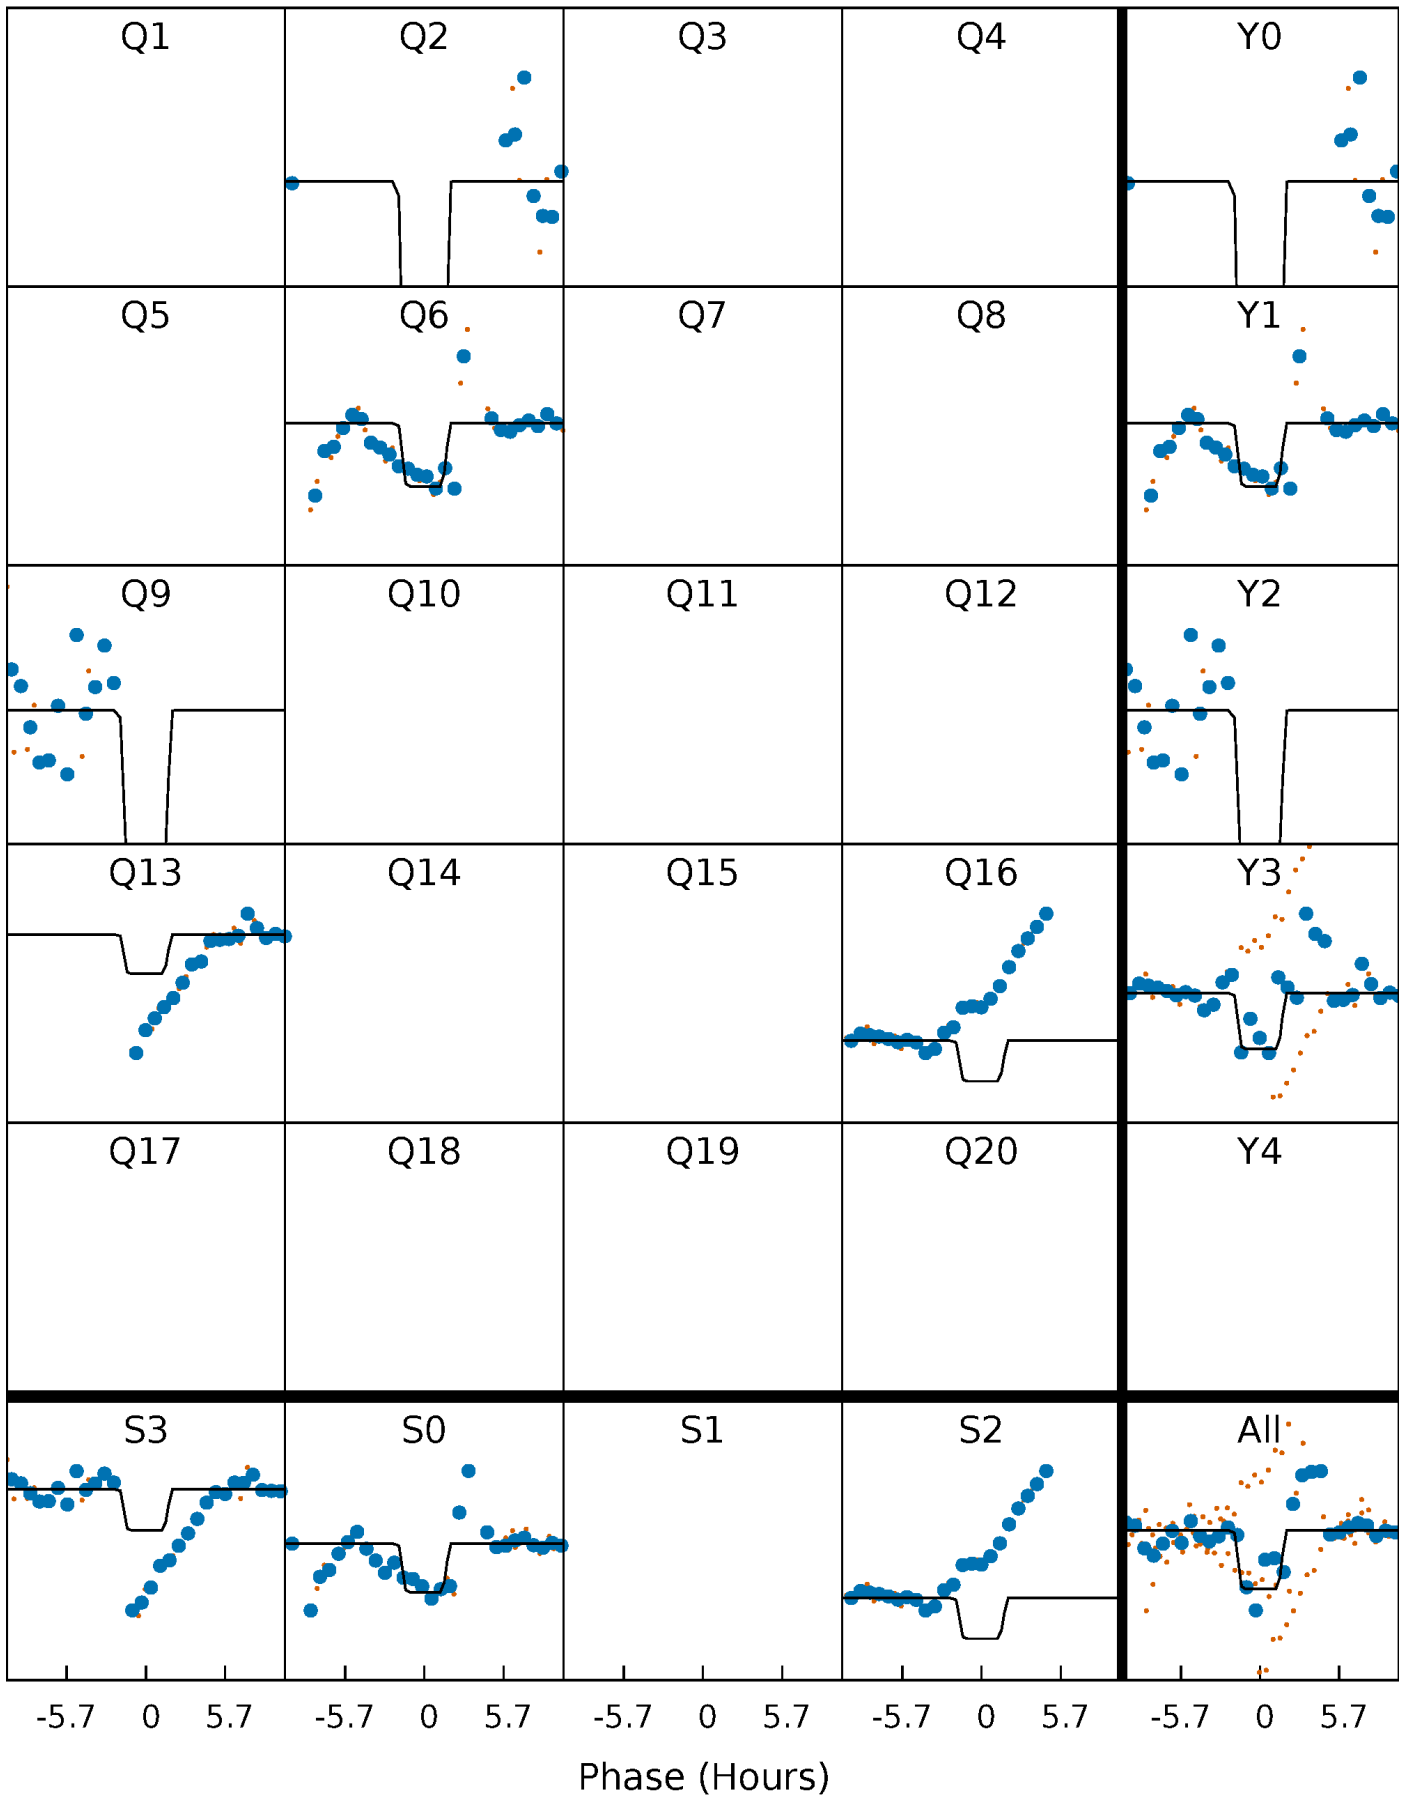 Q1 Q2 Q3 Q4 Y0
Q5 Q6 Q7 Q8 Y1
Q9 Q10 Q11 Q12 Y2
Q13 Q14 Q15 Q16 Y3
Q17 Q18 Q19 Q20 Y4
S3 S0 S1 S2 All
-5.7 0 5.7 -5.7 0 5.7 -5.7 0 5.7 -5.7 0 5.7 -5.7 0 5.7
Phase (Hours)